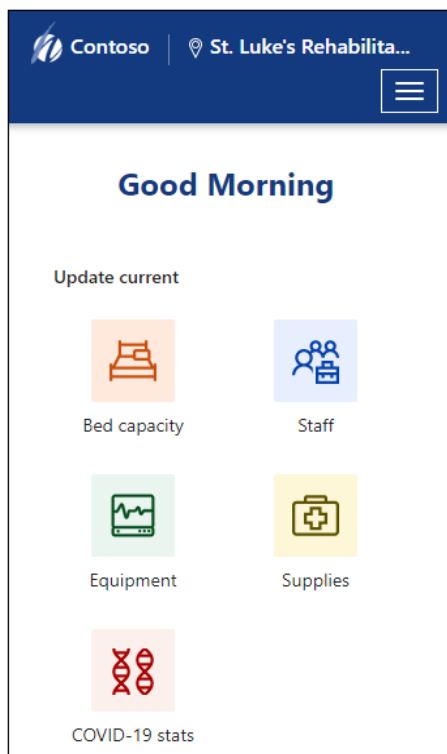 Contoso
St. Luke's Rehabilita...
Good Morning
Update current
Bed capacity
Staff
Equipment
Supplies
COVID-19 stats